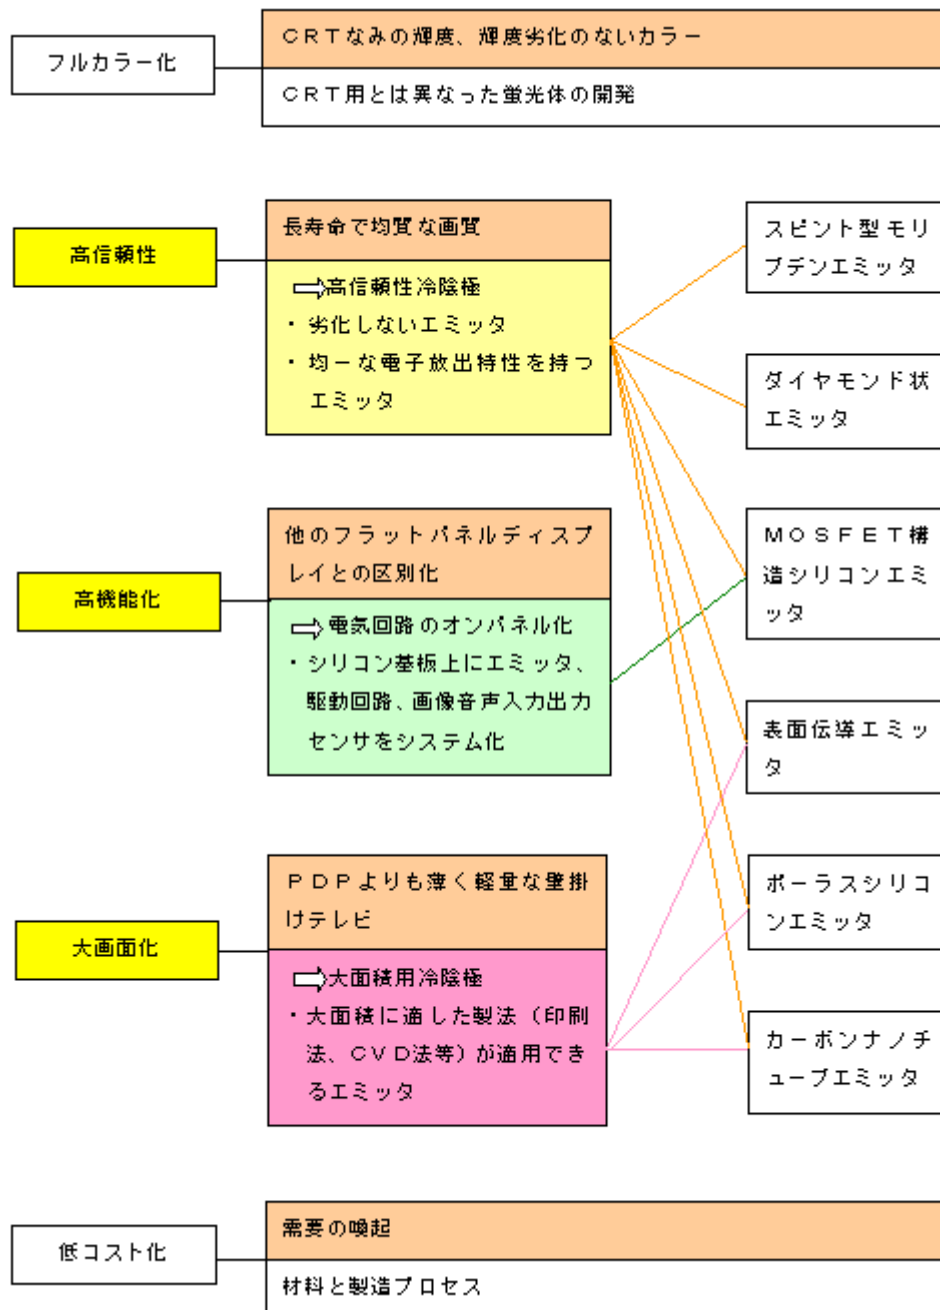 フルカラー化
CRTなみの輝度、輝度劣化のないカラー
CRT用とは異なった蛍光体の開発
高信頼性
長寿命で均質な画質
⇨高信頼性冷陰極
・ 劣化しないエミッタ
・ 均一な電子放出特性を持つ
エミッタ
スピント型モリ
ブデンエミッタ
ダイヤモンド状
エミッタ
高機能化
他のフラットパネルディスプ
レイとの区別化
⇨電気回路のオンパネル化
・シリコン基板上にエミッタ、
駆動回路、画像音声入力出力
センサをシステム化
MOSFET構
造シリコンエミ
ッタ
表面伝導エミッ
タ
大画面化
PDPよりも薄く軽量な壁掛
けテレビ
⇨大面積用冷陰極
・大面積に適した製法（印刷
法、CVD法等）が適用でき
るエミッタ
ポーラスシリコ
ンエミッタ
カーボンナノチ
ューブエミッタ
低コスト化
需要の喚起
材料と製造プロセス